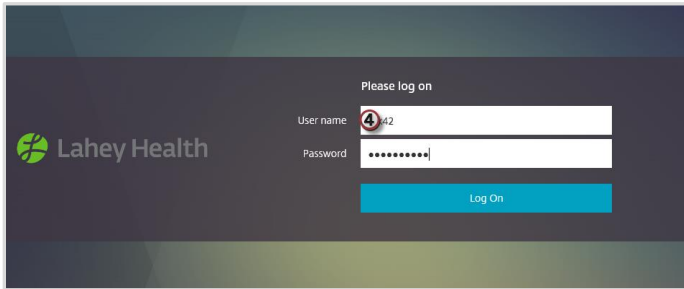 Please log on
User name
4 42
Lahey Health
Password
••••••••••
Log On